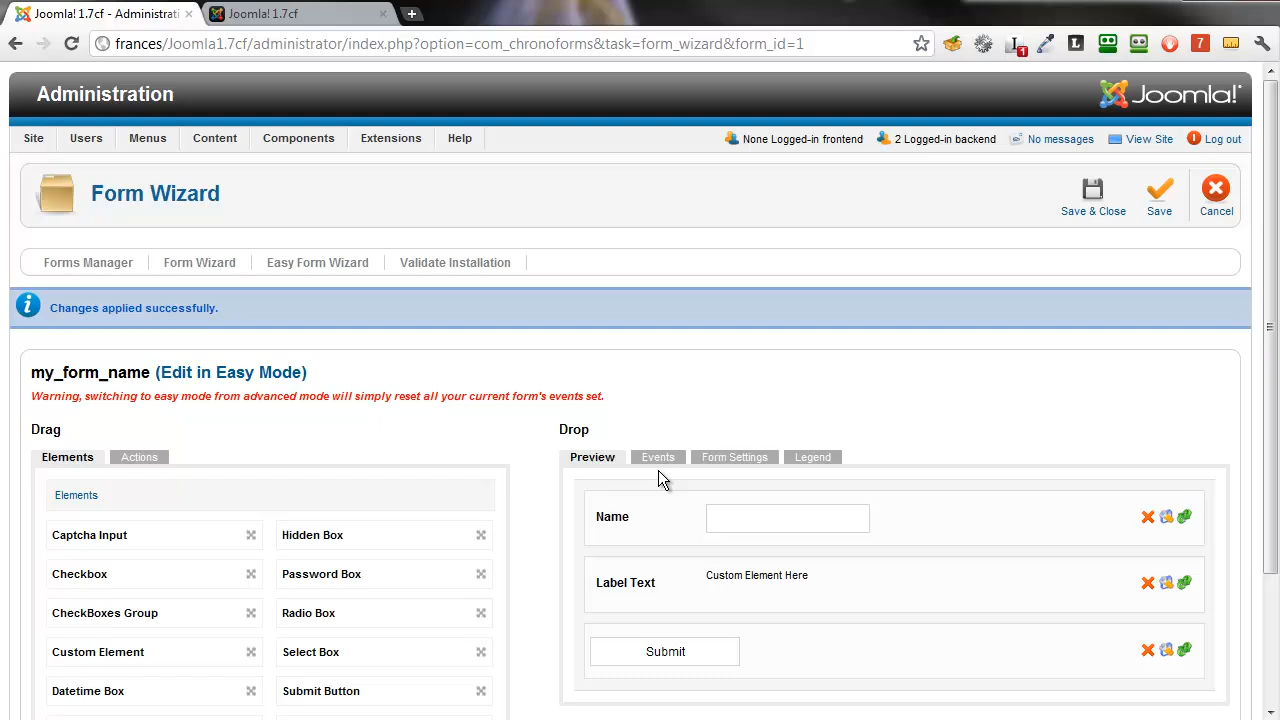 Joomla! 1.7cf - Administrati
Joomla! 1.7cf
frances/Joomla1.7cf/administrator/index.php?option=com_chronoforms&task=form_wizard&form_id=1
1
L
7
Administration
Joomla!
Site Users Menus Content Components Extensions Help
None Logged-in frontend 2 Logged-in backend No messages View Site Log out
Form Wizard
Save & Close Save Cancel
Forms Manager Form Wizard Easy Form Wizard Validate Installation
Changes applied successfully.
my_form_name (Edit in Easy Mode)
Warning, switching to easy mode from advanced mode will simply reset all your current form's events set.
Drag
Elements Actions
Elements
Captcha Input Hidden Box
Checkbox Password Box
CheckBoxes Group Radio Box
Custom Element Select Box
Datetime Box Submit Button
Drop
Preview Events Form Settings Legend
Name
Label Text Custom Element Here
Submit